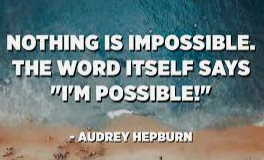 NOTHING IS IMPOSSIBLE.
THE WORD ITSELF SAYS
"I'M POSSIBLE!"
- AUDREY HEPBURN